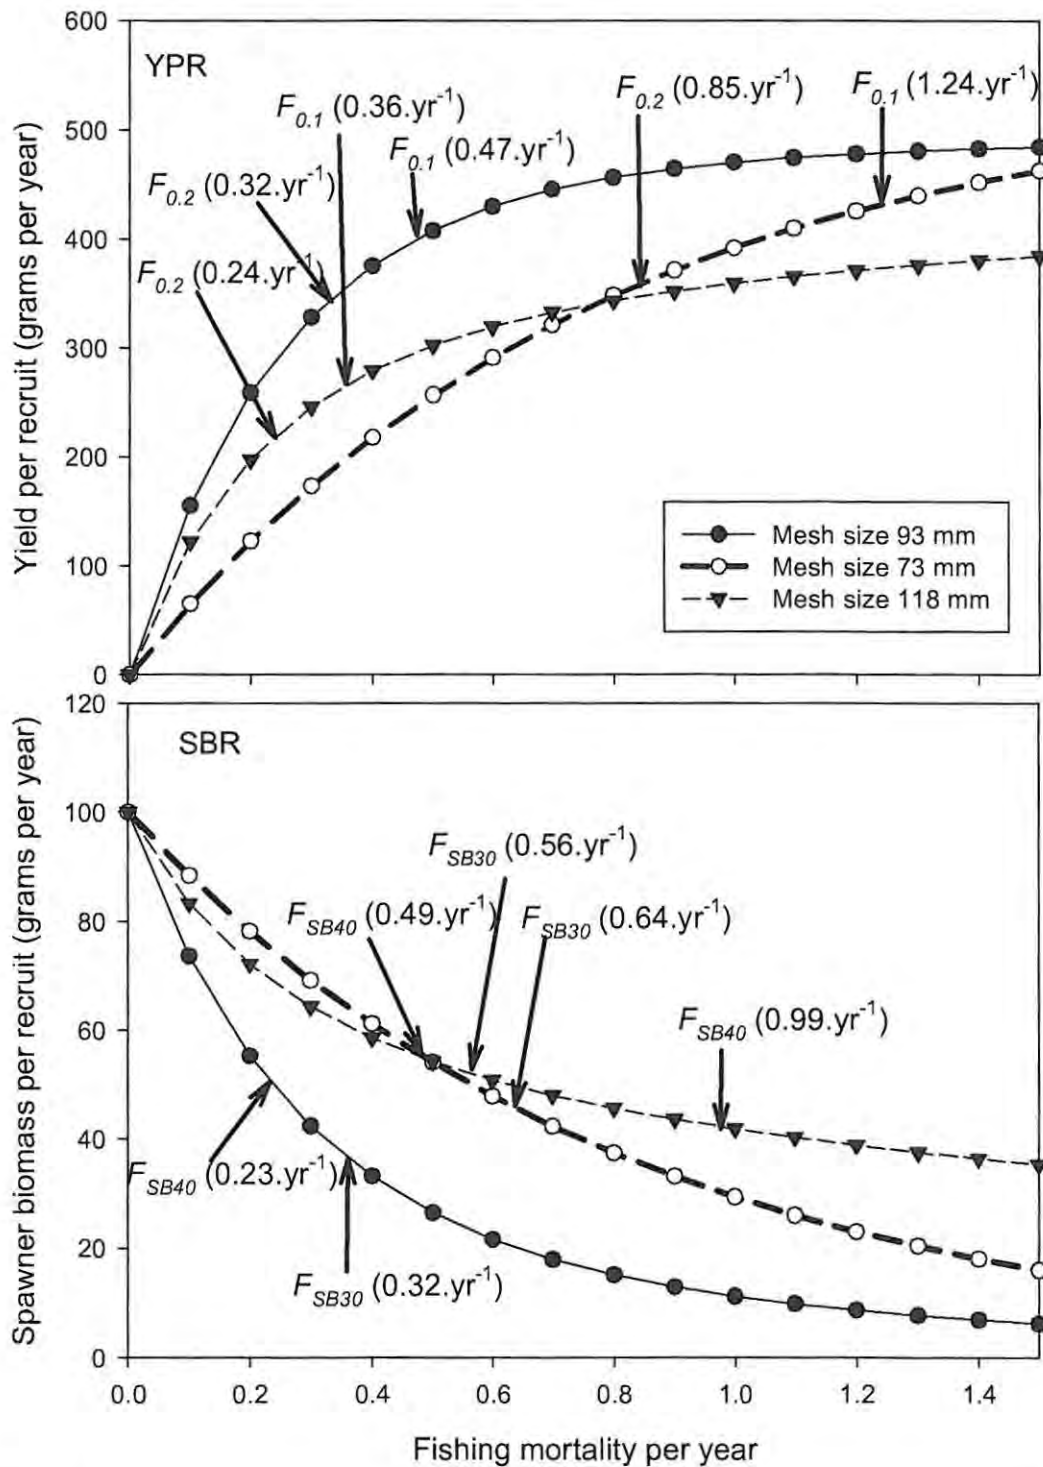 600
YPR
F0.2 (0.85.yr-1)
F0.1 (1.24.yr-1)
F0.1 (0.36.yr-1)
500
F0.1 (0.47.yr-1)
F0.2 (0.32.yr-1)
400
F0.2 (0.24.yr-1)
300
200
Mesh size 93 mm
Mesh size 73 mm
Mesh size 118 mm
100
0
Yield per recruit (grams per year)
120
SBR
100
FSB30 (0.56.yr-1)
FSB40 (0.49.yr-1)
FSB30 (0.64.yr-1)
80
FSB40 (0.99.yr-1)
60
40
FSB40 (0.23.yr-1)
20
FSB30 (0.32.yr-1)
0
Spawner biomass per recruit (grams per year)
0.0 0.2 0.4 0.6 0.8 1.0 1.2 1.4
Fishing mortality per year